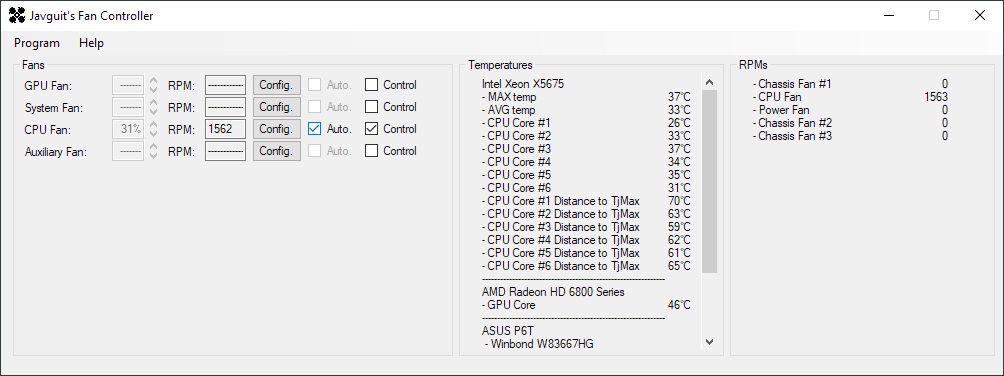 Javguit's Fan Controller
Program Help
Fans
GPU Fan: ------- RPM: ------------ Config. Auto. Control
System Fan: ------- RPM: ------------ Config. Auto. Control
CPU Fan: 31% RPM: 1562 Config. Auto. Control
Auxiliary Fan: ------- RPM: ------------ Config. Auto. Control
Temperatures
Intel Xeon X5675
- MAX temp 37°C
- AVG temp 33°C
- CPU Core #1 26°C
- CPU Core #2 33°C
- CPU Core #3 37°C
- CPU Core #4 34°C
- CPU Core #5 35°C
- CPU Core #6 31°C
- CPU Core #1 Distance to TjMax 70°C
- CPU Core #2 Distance to TjMax 63°C
- CPU Core #3 Distance to TjMax 59°C
- CPU Core #4 Distance to TjMax 62°C
- CPU Core #5 Distance to TjMax 61°C
- CPU Core #6 Distance to TjMax 65°C
AMD Radeon HD 6800 Series
- GPU Core 46°C
ASUS P6T
- Winbond W83667HG
RPMs
- Chassis Fan #1 0
- CPU Fan 1563
- Power Fan 0
- Chassis Fan #2 0
- Chassis Fan #3 0